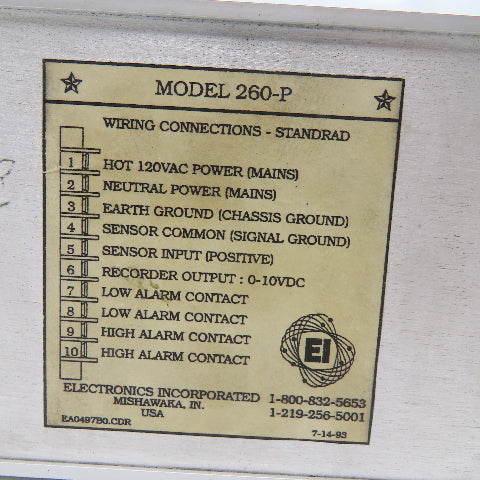 MODEL 260-P
WIRING CONNECTIONS - STANDRAD
1 HOT 120VAC POWER (MAINS)
2 NEUTRAL POWER (MAINS)
3 EARTH GROUND (CHASSIS GROUND)
4 SENSOR COMMON (SIGNAL GROUND)
5 SENSOR INPUT (POSITIVE)
6 RECORDER OUTPUT : 0-10VDC
7 LOW ALARM CONTACT
8 LOW ALARM CONTACT
9 HIGH ALARM CONTACT
10 HIGH ALARM CONTACT
EI
ELECTRONICS INCORPORATED 1-800-832-5653
MISHAWAKA, IN. 1-219-256-5001
USA
EA0497B0.CDR 7-14-93